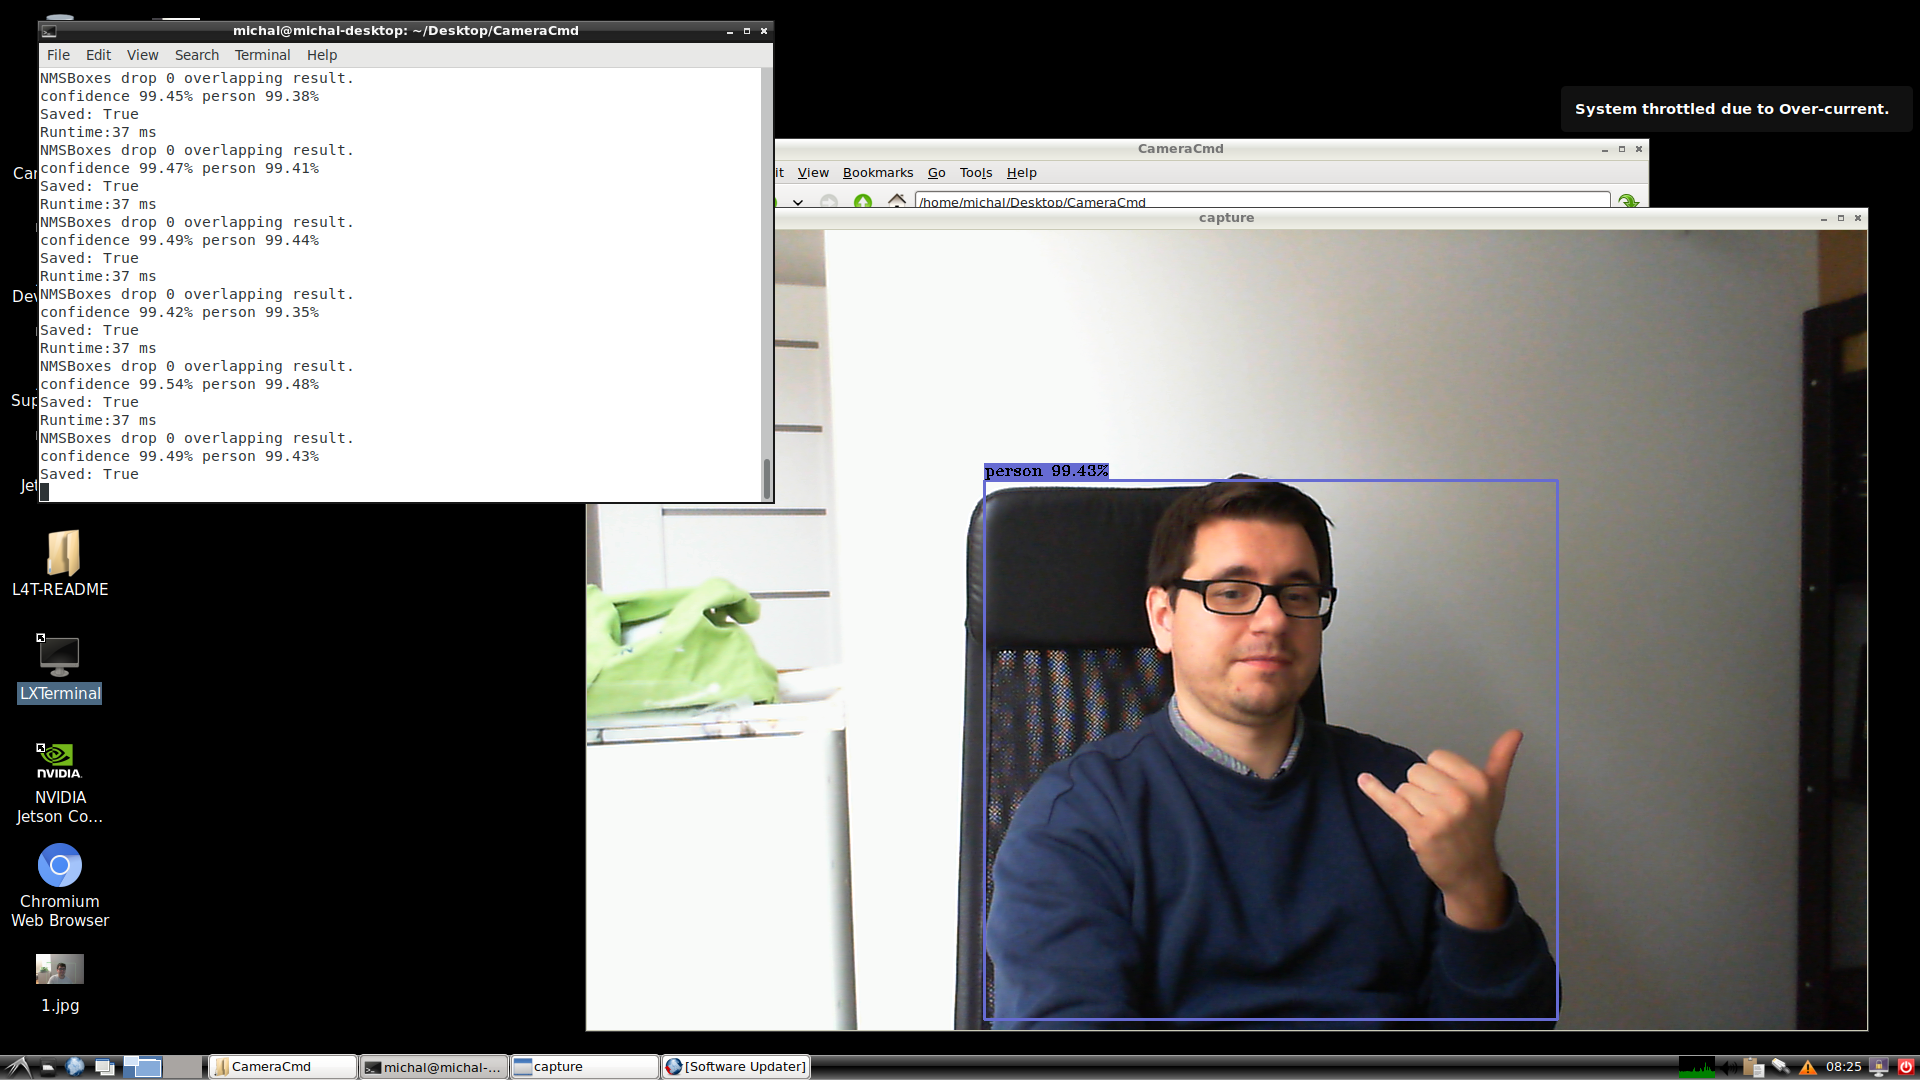 michal@michal-desktop: ~/Desktop/CameraCmd
File Edit View Search Terminal Help
NMSBoxes drop 0 overlapping result.
confidence 99.45% person 99.38%
Saved: True
Runtime:37 ms
NMSBoxes drop 0 overlapping result.
confidence 99.47% person 99.41%
Saved: True
Runtime:37 ms
NMSBoxes drop 0 overlapping result.
confidence 99.49% person 99.44%
Saved: True
Runtime:37 ms
NMSBoxes drop 0 overlapping result.
confidence 99.42% person 99.35%
Saved: True
Runtime:37 ms
NMSBoxes drop 0 overlapping result.
confidence 99.54% person 99.48%
Saved: True
Runtime:37 ms
NMSBoxes drop 0 overlapping result.
confidence 99.49% person 99.43%
Saved: True
System throttled due to Over-current.
CameraCmd
it View Bookmarks Go Tools Help
/home/michal/Desktop/CameraCmd
capture
person 99.43%
Dev
Sup
Jet
L4T-README
LXTerminal
NVIDIA.
NVIDIA
Jetson Co...
Chromium
Web Browser
1.jpg
CameraCmd
michal@michal-...
capture
[Software Updater]
08:25